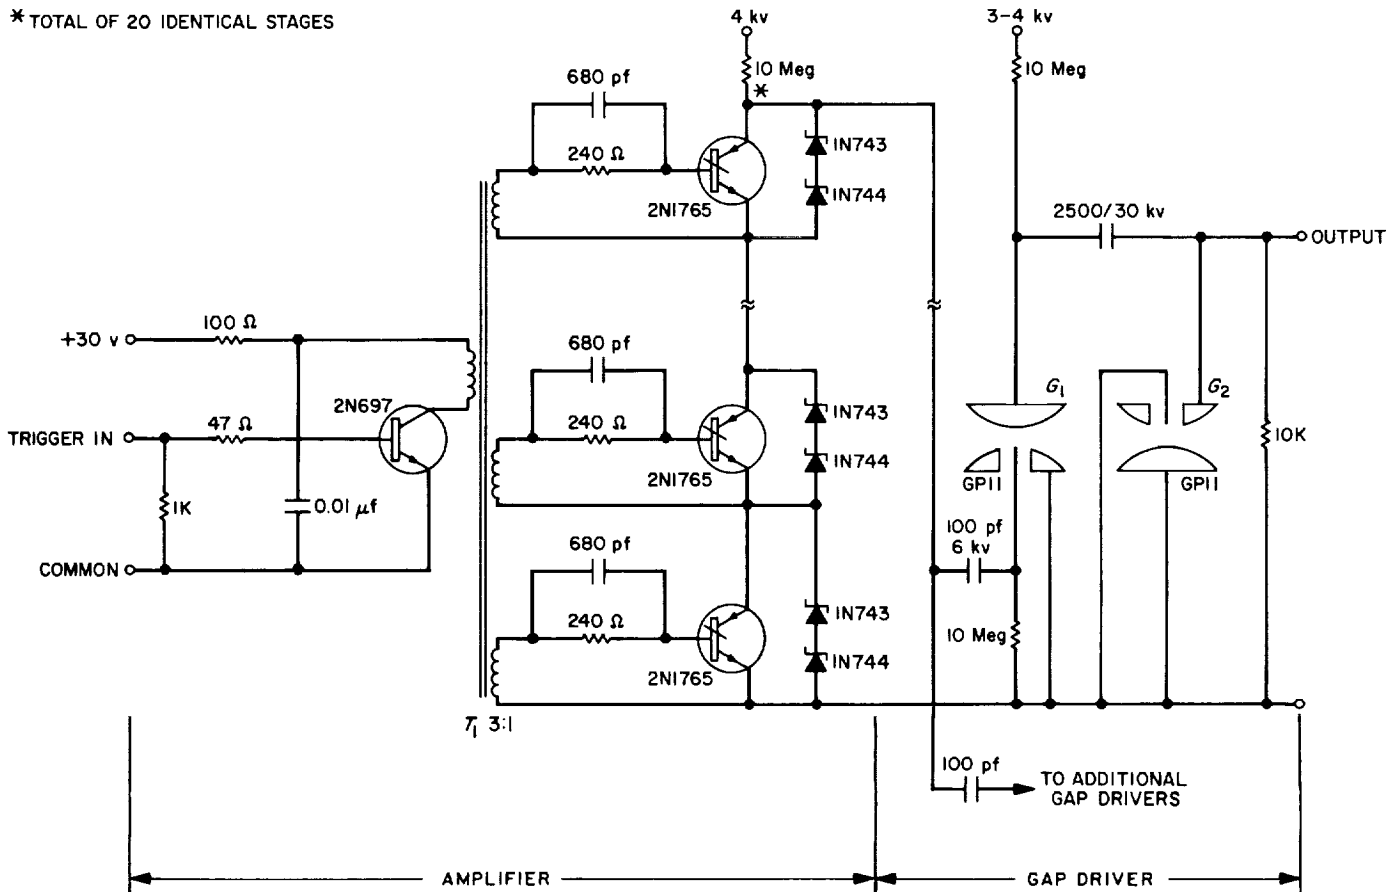 * TOTAL OF 20 IDENTICAL STAGES
4 kv
3-4 kv
10 Meg
*
10 Meg
680 pf
240 Ω
2N1765
IN743
IN744
2500/30 kv
OUTPUT
+30 v
100 Ω
680 pf
2N697
240 Ω
2N1765
IN743
IN744
G1
G2
TRIGGER IN
47 Ω
10K
GP11
GP11
1K
0.01 μf
100 pf
6 kv
COMMON
680 pf
240 Ω
2N1765
IN743
IN744
10 Meg
T1 3:1
100 pf
TO ADDITIONAL
GAP DRIVERS
AMPLIFIER
GAP DRIVER